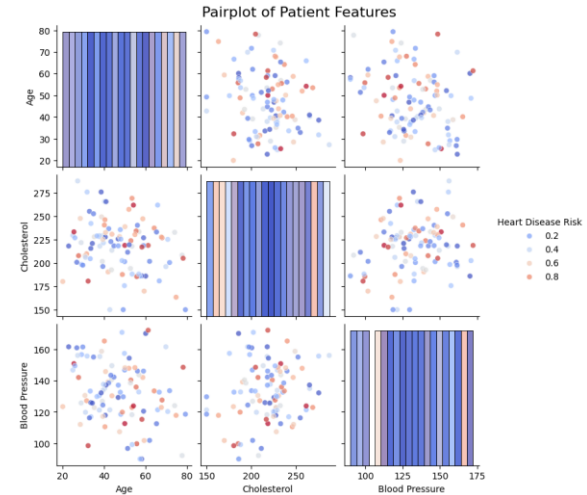 Pairplot of Patient Features
80
70
60
50
40
30
20
Age
275
250
225
200
175
150
Cholesterol
Heart Disease Risk
0.2
0.4
0.6
0.8
160
140
120
100
Blood Pressure
20 40 60 80
150 200 250
100 125 150 175
Age
Cholesterol
Blood Pressure